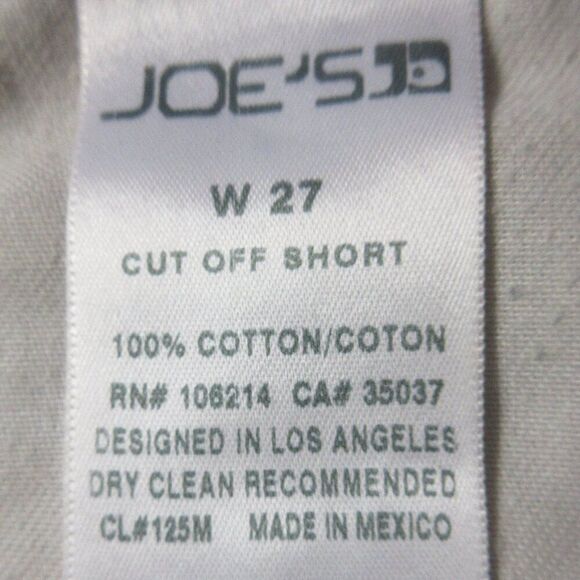 JOE'S
W 27
CUT OFF SHORT
100% COTTON/COTON
RN# 106214 CA# 35037
DESIGNED IN LOS ANGELES
DRY CLEAN RECOMMENDED
CL#125M MADE IN MEXICO